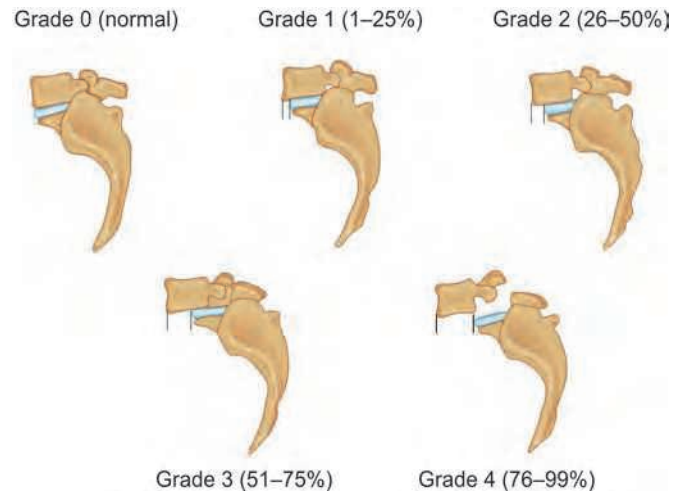 Grade 0 (normal)
Grade 1 (1–25%)
Grade 2 (26–50%)
Grade 3 (51–75%)
Grade 4 (76–99%)